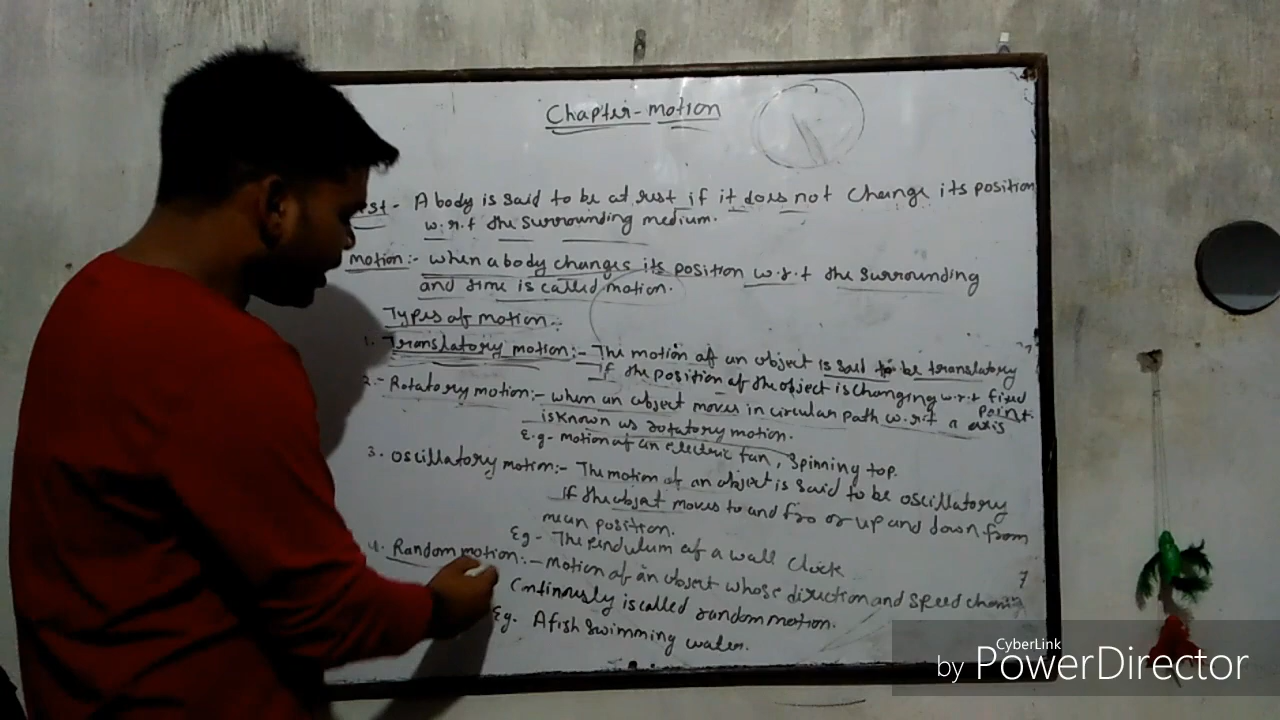 Chapter-motion
st- A body is said to be at rest if it does not change its position
w.r.t the surrounding medium.
motion:- when a body changes its position w.r.t the surrounding
and time is called motion.
Types of motion:-
1. Translatory motion:- The motion of an object is said to be translatory
if the position of the object is changing w.r.t fixed
point.
2.- Rotatory motion:- when an object moves in circular path w.r.t a axis
is known as rotatory motion.
E.g- motion of an electric fan, Spinning top.
3. oscillatory motion:- The motion of an object is said to be oscillatory
if the object moves to and fro or up and down from
mean position.
Eg- The Pendulum of a wall Clock
4. Random motion:- motion of an object whose direction and speed
Continously is called random motion.
Eg. A fish swimming water.
CyberLink
by PowerDirector